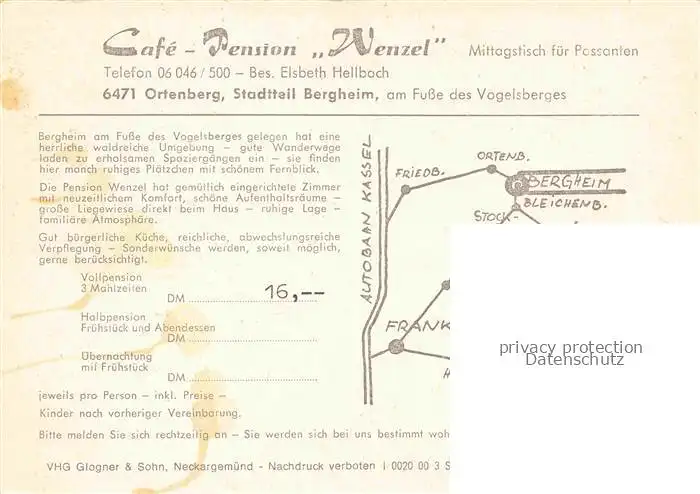 Café - Pension „Wenzel" Mittagstisch für Passanten
Telefon 06 046 / 500 – Bes. Elsbeth Hellbach
6471 Ortenberg, Stadtteil Bergheim, am Fuße des Vogelsberges
Bergheim am Fuße des Vogelsberges gelegen hat eine
herrliche waldreiche Umgebung – gute Wanderwege
laden zu erholsamen Spaziergängen ein – sie finden
hier manch ruhiges Plätzchen mit schönem Fernblick.
Die Pension Wenzel hat gemütlich eingerichtete Zimmer
mit neuzeitlichem Komfort, schöne Aufenthaltsräume –
große Liegewiese direkt beim Haus – ruhige Lage –
familiäre Atmosphäre.
Gut bürgerliche Küche, reichliche, abwechslungsreiche
Verpflegung – Sonderwünsche werden, soweit möglich,
gerne berücksichtigt.
Vollpension
3 Mahlzeiten
DM 16,--
Halbpension
Frühstück und Abendessen
DM
Übernachtung
mit Frühstück
DM
jeweils pro Person – inkl. Preise –
Kinder nach vorheriger Vereinbarung.
Bitte melden Sie sich rechtzeitig an – Sie werden sich bei uns bestimmt woh
VHG Glogner & Sohn, Neckargemünd - Nachdruck verboten I 0020 00 3 S
AUTOBAHN KASSEL
FRIEDB.
ORTENB.
BERGHEIM
BLEICHENB.
STOCK-
FRANK
H
privacy protection
Datenschutz